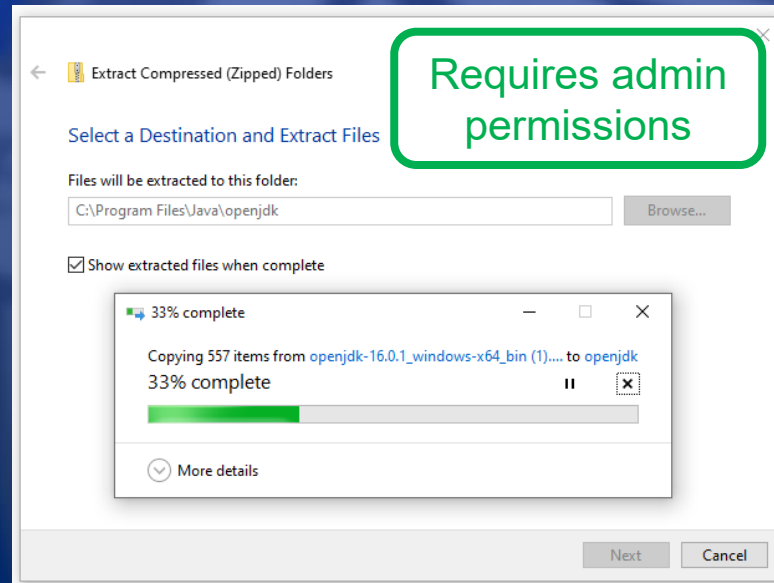 Requires admin
permissions
Extract Compressed (Zipped) Folders
Select a Destination and Extract Files
Files will be extracted to this folder:
C:\Program Files\Java\openjdk
Browse...
Show extracted files when complete
33% complete
Copying 557 items from openjdk-16.0.1_windows-x64_bin (1).... to openjdk
33% complete
More details
Next
Cancel